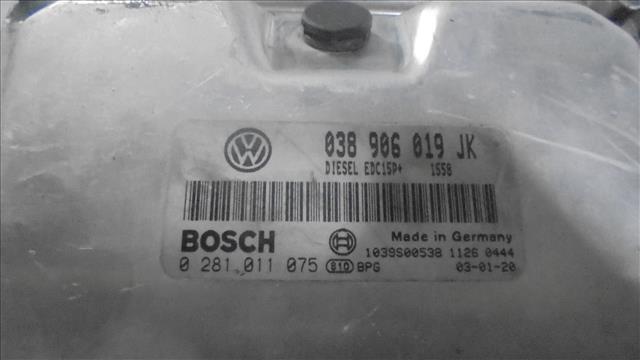 038 906 019 JK
DIESEL EDC15P+ 1558
BOSCH
Made in Germany
1039S00538 1126 0444
0 281 011 075 810 BPG 03-01-20